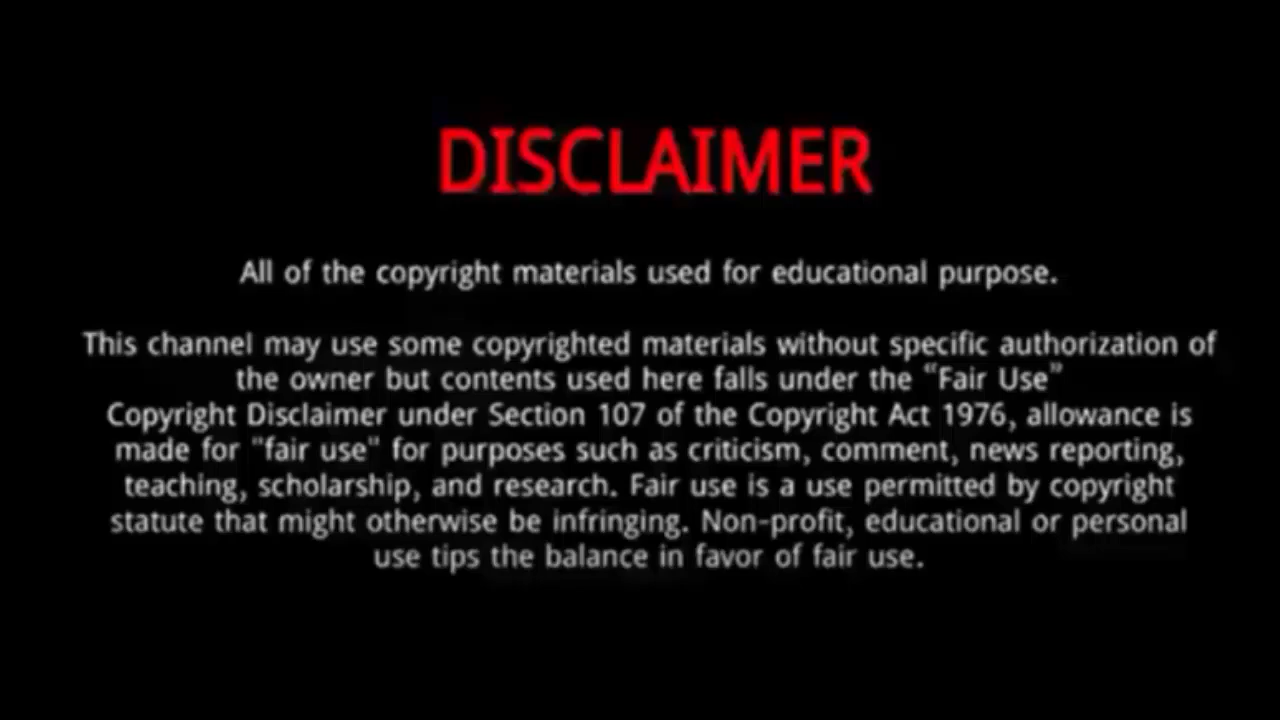 DISCLAIMER
All of the copyright materials used for educational purpose.
This channel may use some copyrighted materials without specific authorization of
the owner but contents used here falls under the “Fair Use”
Copyright Disclaimer under Section 107 of the Copyright Act 1976, allowance is
made for "fair use" for purposes such as criticism, comment, news reporting,
teaching, scholarship, and research. Fair use is a use permitted by copyright
statute that might otherwise be infringing. Non-profit, educational or personal
use tips the balance in favor of fair use.